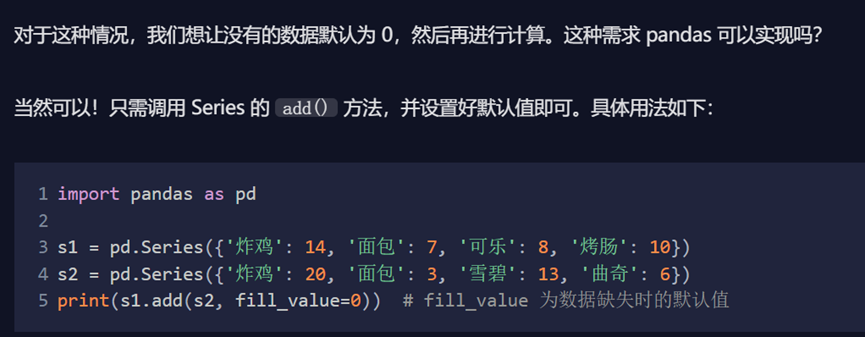 对于这种情况，我们想让没有的数据默认为 0，然后再进行计算。这种需求 pandas 可以实现吗？
当然可以！只需调用 Series 的 add() 方法，并设置好默认值即可。具体用法如下：
1 import pandas as pd
2
3 s1 = pd.Series({'炸鸡': 14, '面包': 7, '可乐': 8, '烤肠': 10})
4 s2 = pd.Series({'炸鸡': 20, '面包': 3, '雪碧': 13, '曲奇': 6})
5 print(s1.add(s2, fill_value=0))  # fill_value 为数据缺失时的默认值